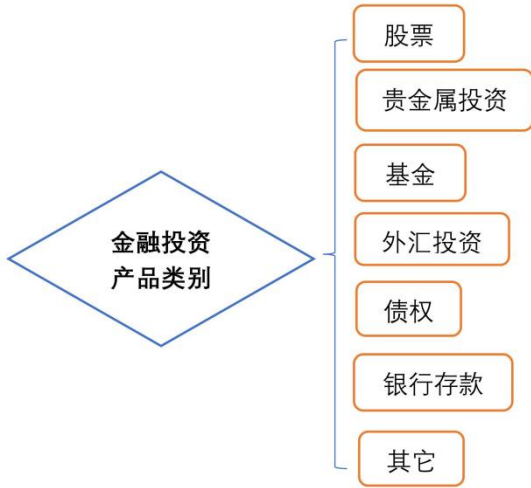 股票
贵金属投资
基金
金融投资
产品类别
外汇投资
债权
银行存款
其它